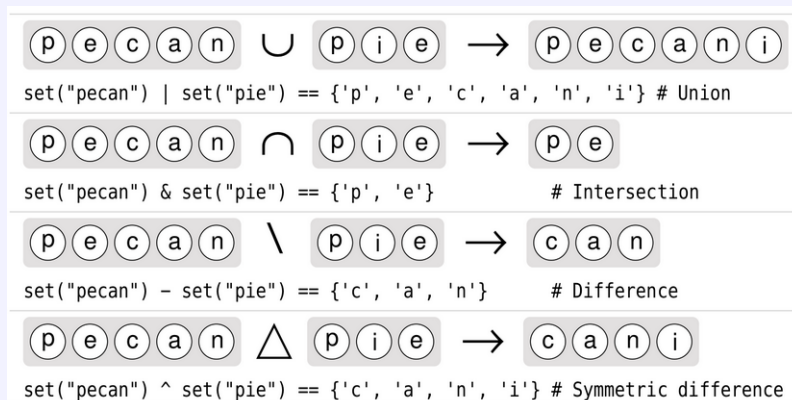 p e c a n ∪ p i e → p e c a n i
set("pecan") | set("pie") == {'p', 'e', 'c', 'a', 'n', 'i'} # Union
p e c a n ∩ p i e → p e
set("pecan") & set("pie") == {'p', 'e'} # Intersection
p e c a n \ p i e → c a n
set("pecan") − set("pie") == {'c', 'a', 'n'} # Difference
p e c a n △ p i e → c a n i
set("pecan") ^ set("pie") == {'c', 'a', 'n', 'i'} # Symmetric difference